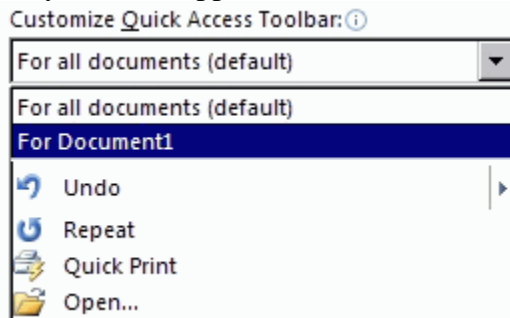 Customize Quick Access Toolbar:
For all documents (default)
For all documents (default)
For Document1
Undo
Repeat
Quick Print
Open...